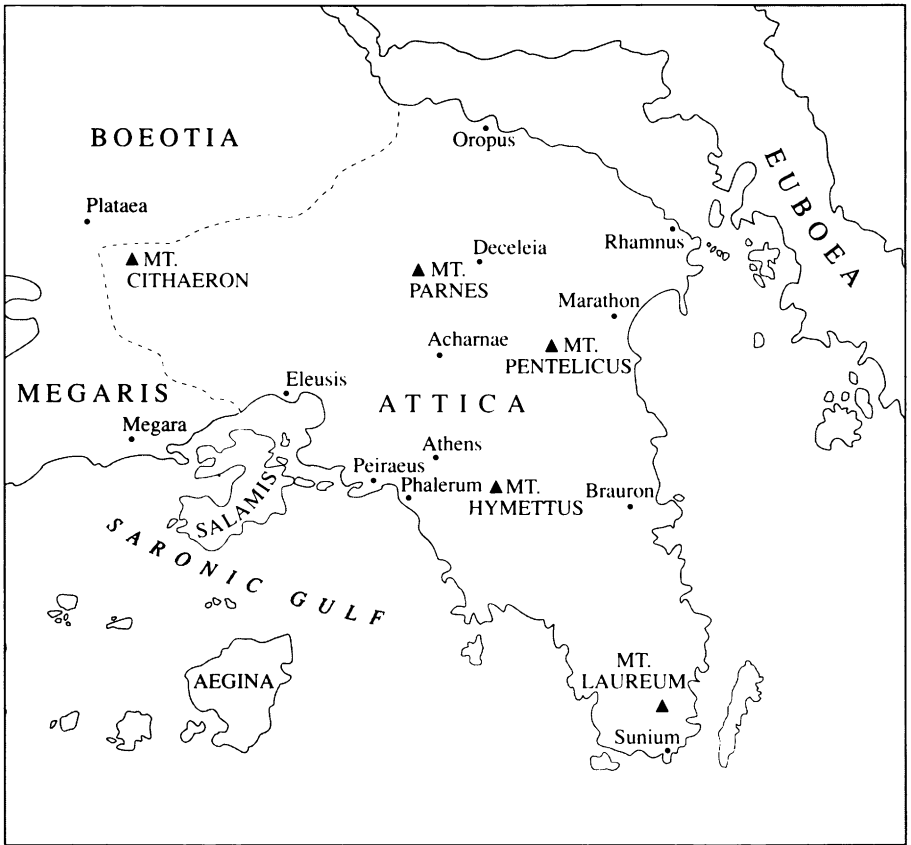 BOEOTIA
Oropus
EUBOEA
Plataea
Rhamnus
Deceleia
MT.
CITHAERON
MT.
PARNES
Marathon
Acharnae
MT.
PENTELICUS
Eleusis
MEGARIS
ATTICA
Megara
Athens
Peiraeus
Phalerum
MT.
HYMETTUS
Brauron
SALAMIS
SARONIC GULF
MT.
LAUREUM
AEGINA
Sunium